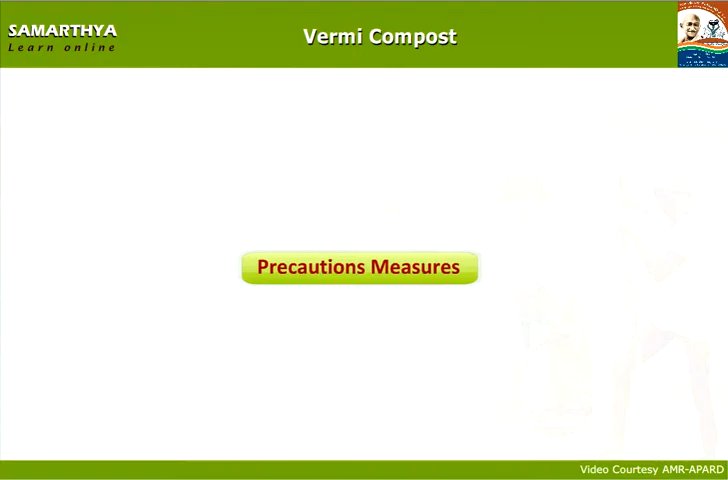 SAMARTHYA
Learn online
Vermi Compost
Precautions Measures
Video Courtesy AMR-APARD